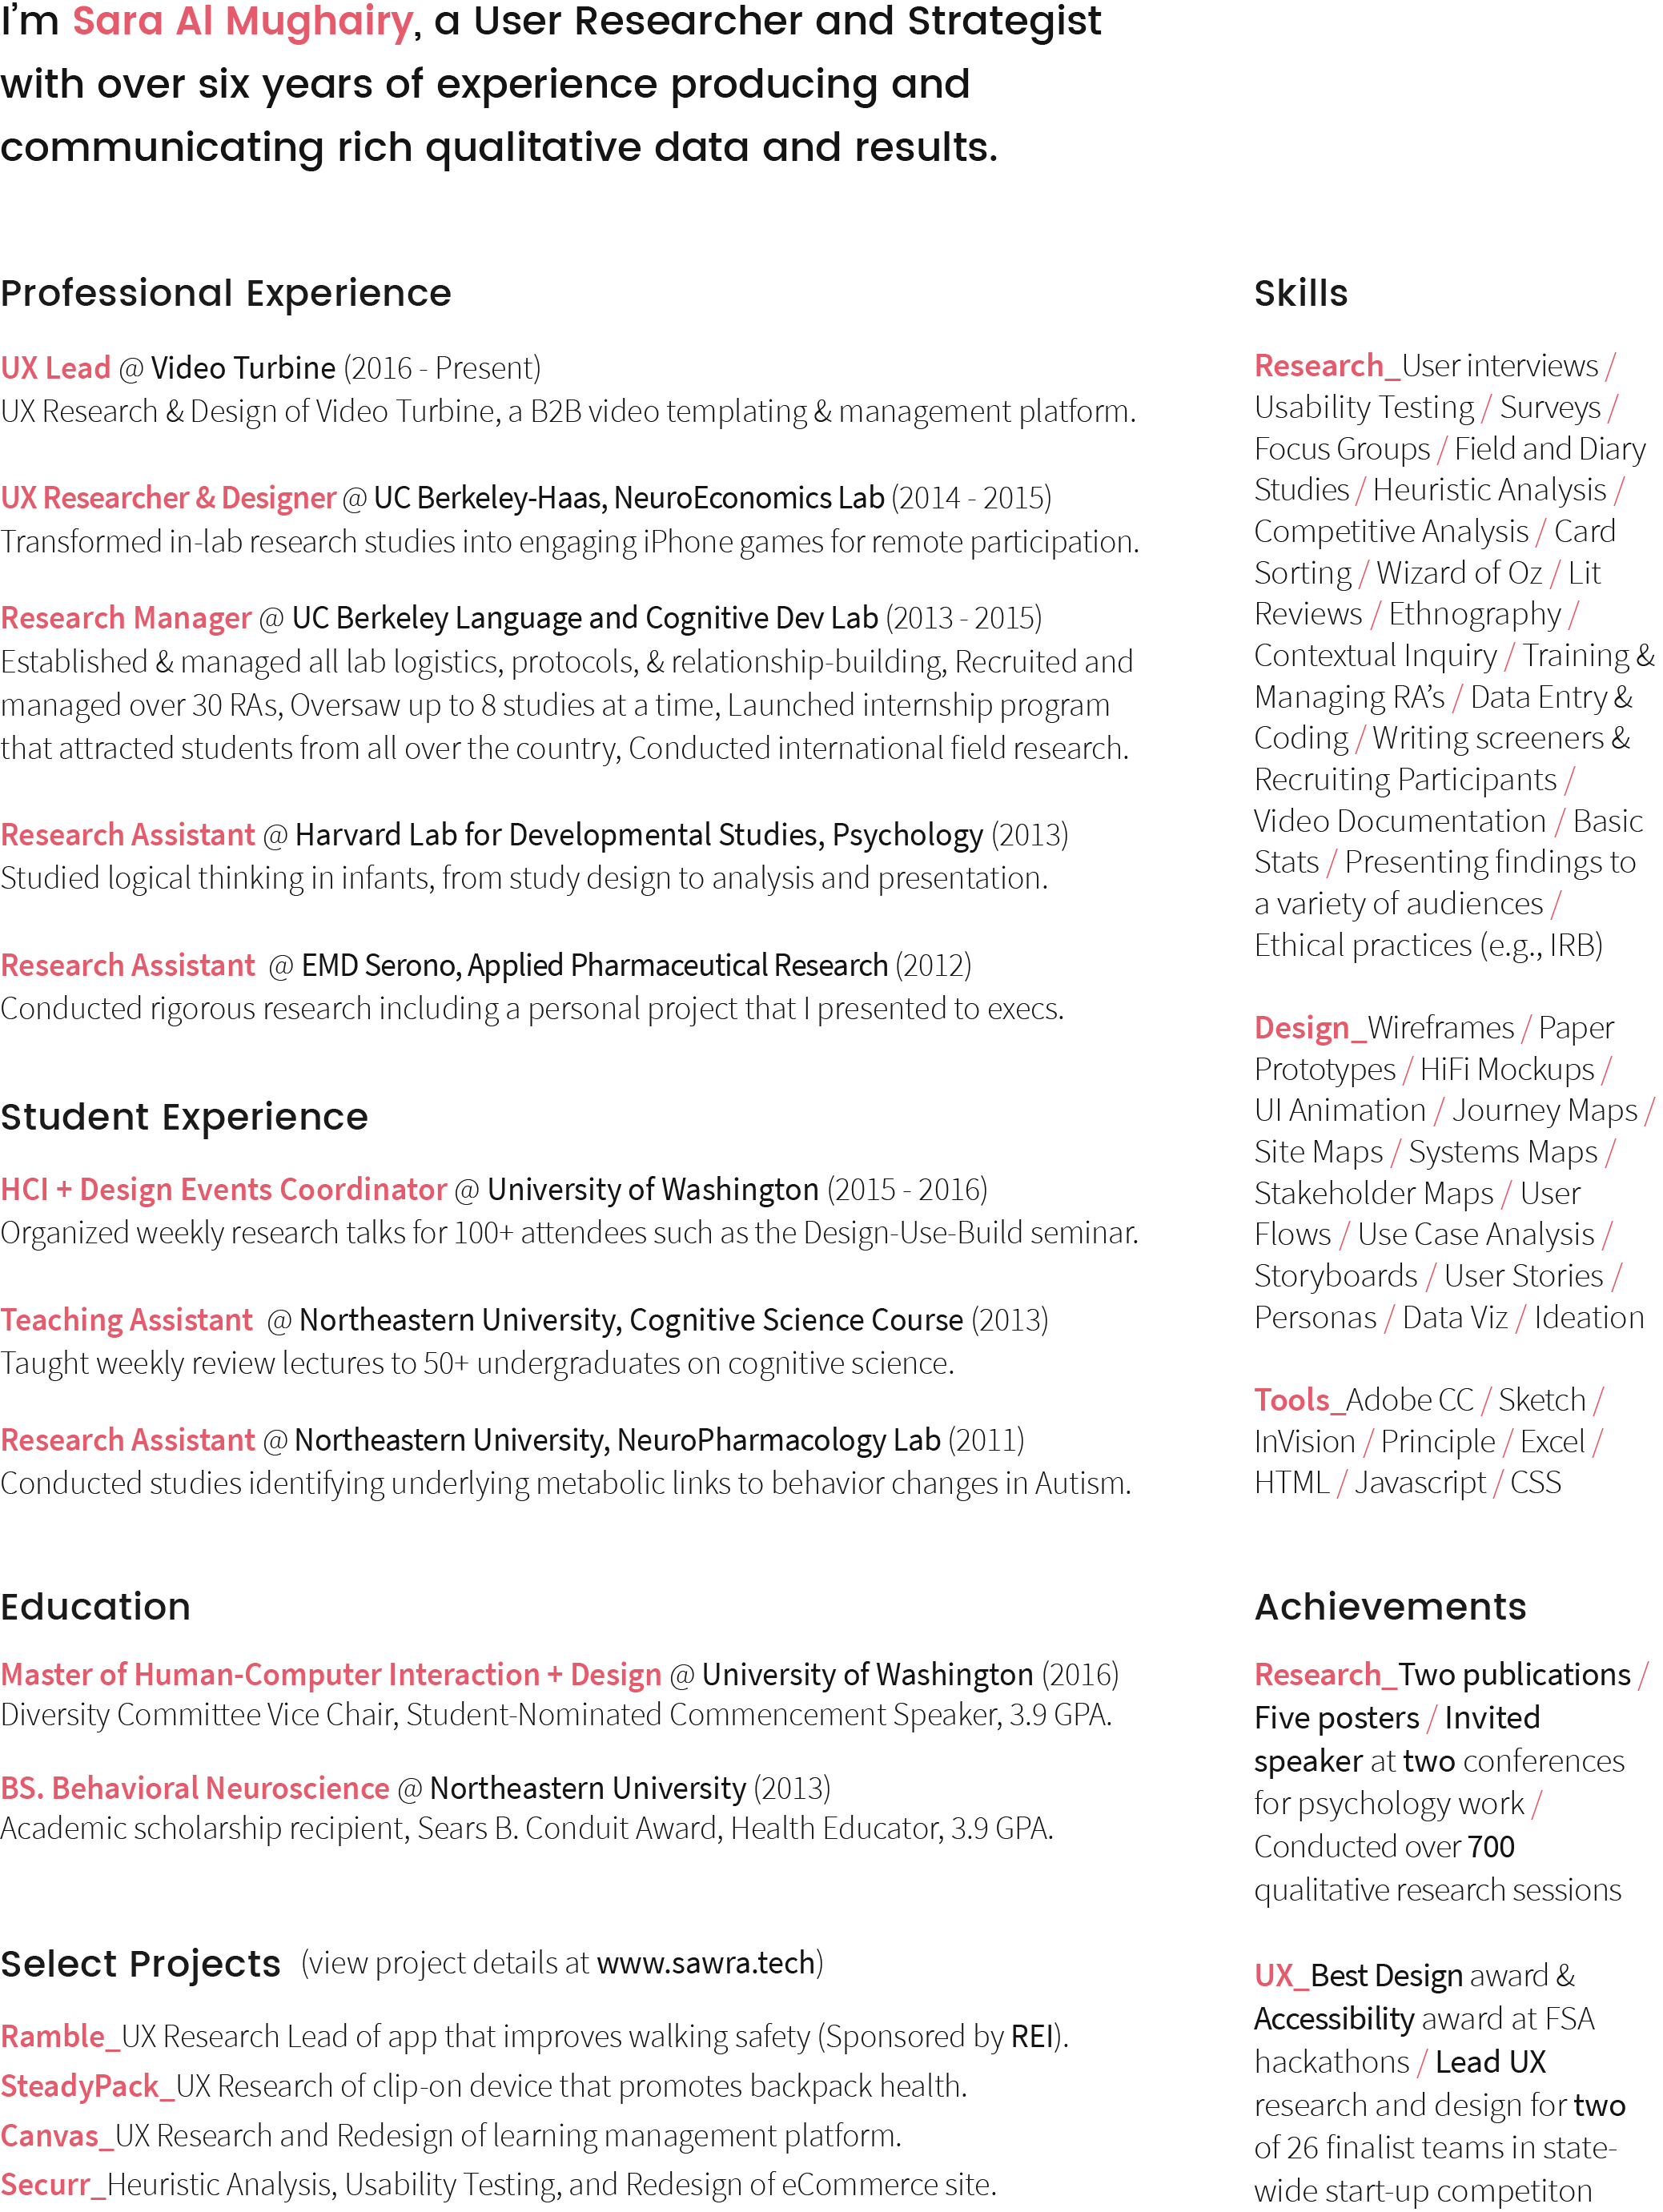 I'm Sara Al Mughairy, a User Researcher and Strategist
with over six years of experience producing and
communicating rich qualitative data and results.
Professional Experience
UX Lead @ Video Turbine (2016 - Present)
UX Research & Design of Video Turbine, a B2B video templating & management platform.
UX Researcher & Designer @ UC Berkeley-Haas, NeuroEconomics Lab (2014 - 2015)
Transformed in-lab research studies into engaging iPhone games for remote participation.
Research Manager @ UC Berkeley Language and Cognitive Dev Lab (2013 - 2015)
Established & managed all lab logistics, protocols, & relationship-building, Recruited and
managed over 30 RAs, Oversaw up to 8 studies at a time, Launched internship program
that attracted students from all over the country, Conducted international field research.
Research Assistant @ Harvard Lab for Developmental Studies, Psychology (2013)
Studied logical thinking in infants, from study design to analysis and presentation.
Research Assistant @ EMD Serono, Applied Pharmaceutical Research (2012)
Conducted rigorous research including a personal project that I presented to execs.
Student Experience
HCI + Design Events Coordinator @ University of Washington (2015 - 2016)
Organized weekly research talks for 100+ attendees such as the Design-Use-Build seminar.
Teaching Assistant @ Northeastern University, Cognitive Science Course (2013)
Taught weekly review lectures to 50+ undergraduates on cognitive science.
Research Assistant @ Northeastern University, NeuroPharmacology Lab (2011)
Conducted studies identifying underlying metabolic links to behavior changes in Autism.
Education
Master of Human-Computer Interaction + Design @ University of Washington (2016)
Diversity Committee Vice Chair, Student-Nominated Commencement Speaker, 3.9 GPA.
BS. Behavioral Neuroscience @ Northeastern University (2013)
Academic scholarship recipient, Sears B. Conduit Award, Health Educator, 3.9 GPA.
Select Projects (view project details at www.sawra.tech)
Ramble_UX Research Lead of app that improves walking safety (Sponsored by REI).
SteadyPack_UX Research of clip-on device that promotes backpack health.
Canvas_UX Research and Redesign of learning management platform.
Securr_Heuristic Analysis, Usability Testing, and Redesign of eCommerce site.
Skills
Research_User interviews /
Usability Testing / Surveys /
Focus Groups / Field and Diary
Studies / Heuristic Analysis /
Competitive Analysis / Card
Sorting / Wizard of Oz / Lit
Reviews / Ethnography /
Contextual Inquiry / Training &
Managing RA's / Data Entry &
Coding / Writing screeners &
Recruiting Participants /
Video Documentation / Basic
Stats / Presenting findings to
a variety of audiences /
Ethical practices (e.g., IRB)
Design_Wireframes / Paper
Prototypes / HiFi Mockups /
UI Animation / Journey Maps /
Site Maps / Systems Maps /
Stakeholder Maps / User
Flows / Use Case Analysis /
Storyboards / User Stories /
Personas / Data Viz / Ideation
Tools_Adobe CC / Sketch /
InVision / Principle / Excel /
HTML / Javascript / CSS
Achievements
Research_Two publications /
Five posters / Invited
speaker at two conferences
for psychology work /
Conducted over 700
qualitative research sessions
UX_Best Design award &
Accessibility award at FSA
hackathons / Lead UX
research and design for two
of 26 finalist teams in state-
wide start-up competiton